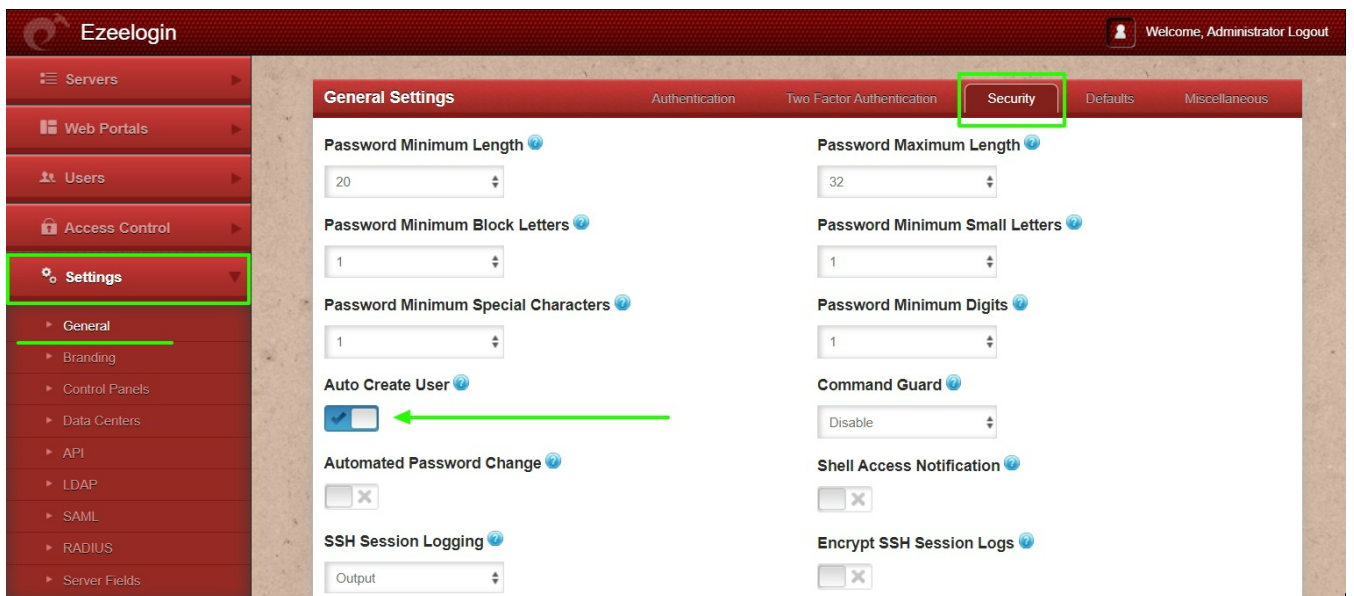 Ezeelogin
Welcome, Administrator Logout
Servers
Web Portals
Users
Access Control
Settings
General
Branding
Control Panels
Data Centers
API
LDAP
SAML
RADIUS
Server Fields
General Settings
Authentication
Two Factor Authentication
Security
Defaults
Miscellaneous
Password Minimum Length ?
Password Maximum Length ?
20
32
Password Minimum Block Letters ?
Password Minimum Small Letters ?
1
1
Password Minimum Special Characters ?
Password Minimum Digits ?
1
1
Auto Create User ?
Command Guard ?
Disable
Automated Password Change ?
Shell Access Notification ?
SSH Session Logging ?
Encrypt SSH Session Logs ?
Output